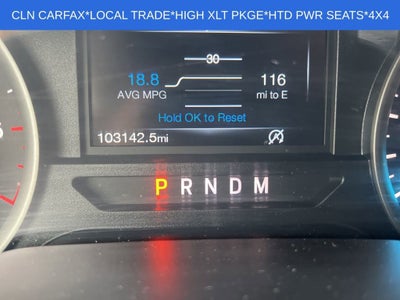 CLN CARFAX*LOCAL TRADE*HIGH XLT PKGE*HTD PWR SEATS*4X4
30
18.8 116
AVG MPG mi to E
Hold OK to Reset
103142.5mi
P R N D M